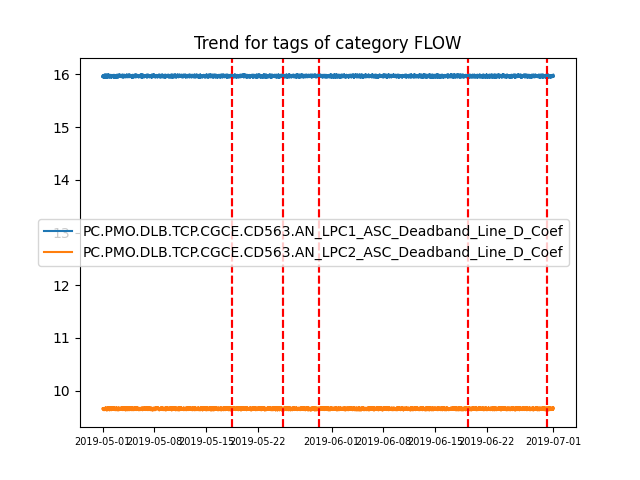 Trend for tags of category FLOW
16
15
14
13
12
11
10
PC.PMO.DLB.TCP.CGCE.CD563.AN_LPC1_ASC_Deadband_Line_D_Coef
PC.PMO.DLB.TCP.CGCE.CD563.AN_LPC2_ASC_Deadband_Line_D_Coef
2019-05-01 2019-05-08 2019-05-15 2019-05-22 2019-06-01 2019-06-08 2019-06-15 2019-06-22 2019-07-01